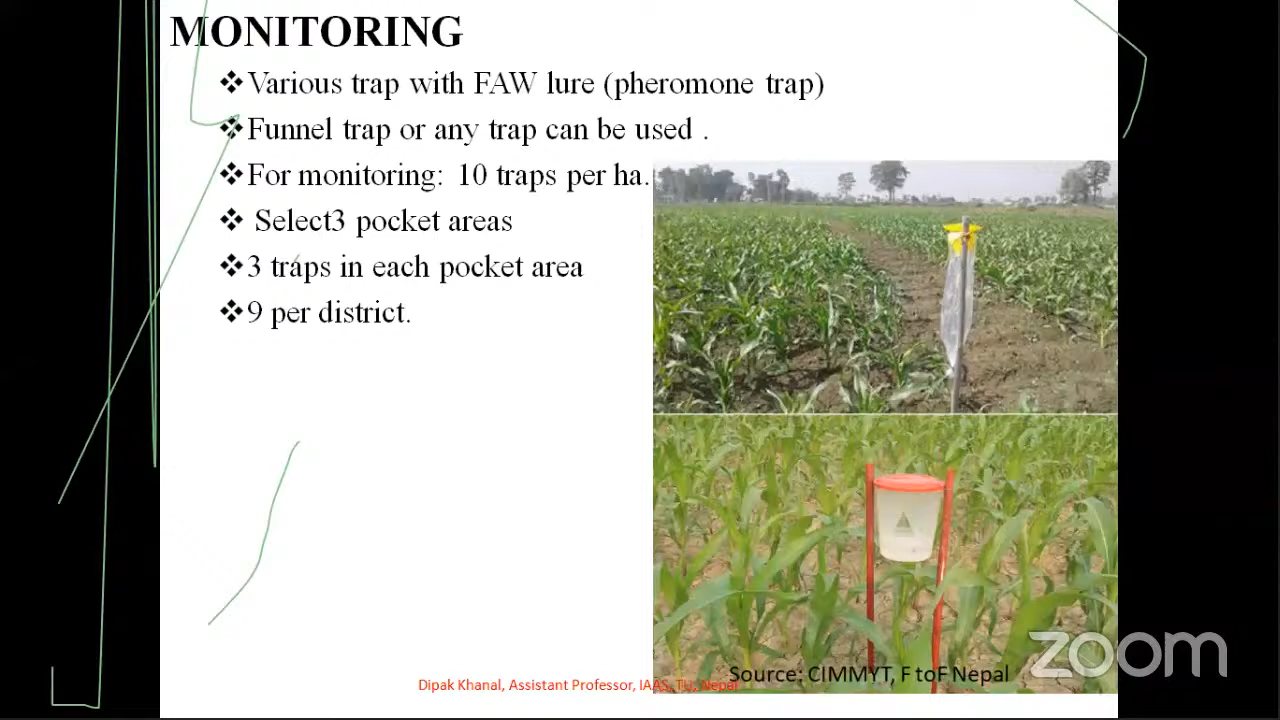 MONITORING
❖Various trap with FAW lure (pheromone trap)
❖Funnel trap or any trap can be used .
❖For monitoring: 10 traps per ha.
❖ Select3 pocket areas
❖3 traps in each pocket area
❖9 per district.
Source: CIMMYT, F toF Nepal
Dipak Khanal, Assistant Professor, IAAS, TU, Nepal
zoom